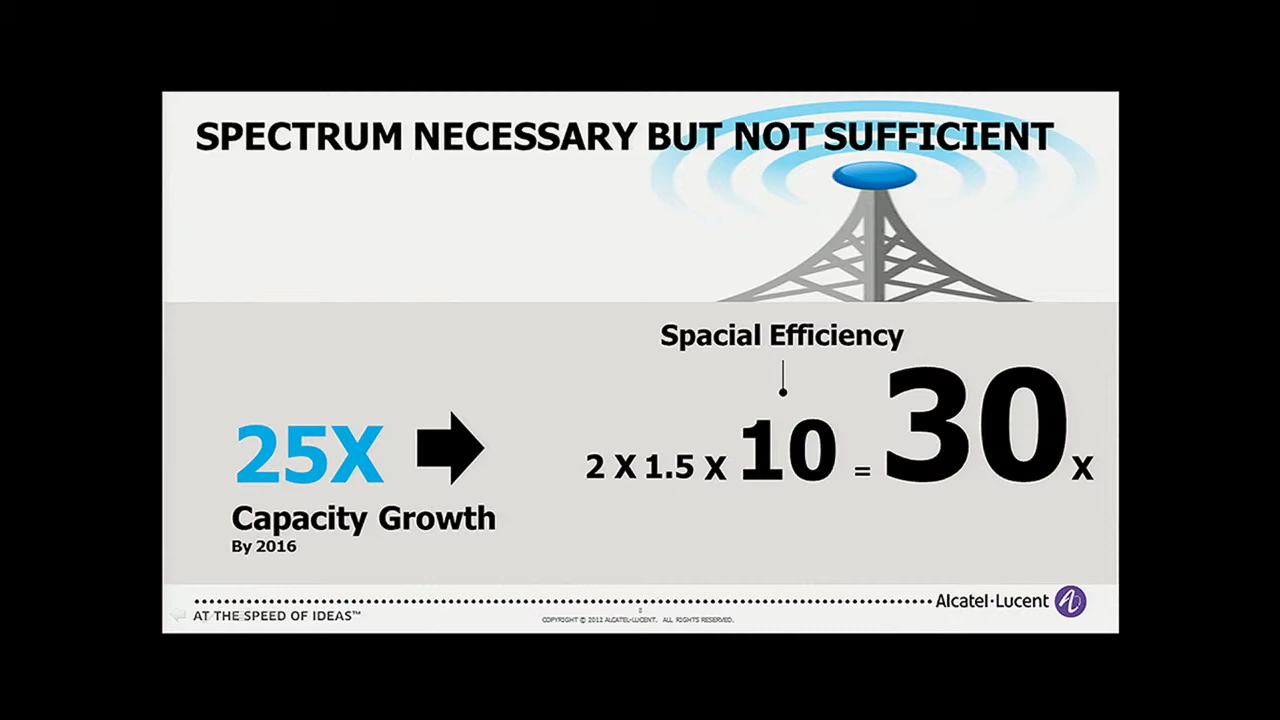 SPECTRUM NECESSARY BUT NOT SUFFICIENT
Spacial Efficiency
25X
2 X 1.5 X 10 = 30 X
Capacity Growth
By 2016
Alcatel·Lucent
AT THE SPEED OF IDEAS™
COPYRIGHT © 2012 ALCATEL-LUCENT. ALL RIGHTS RESERVED.